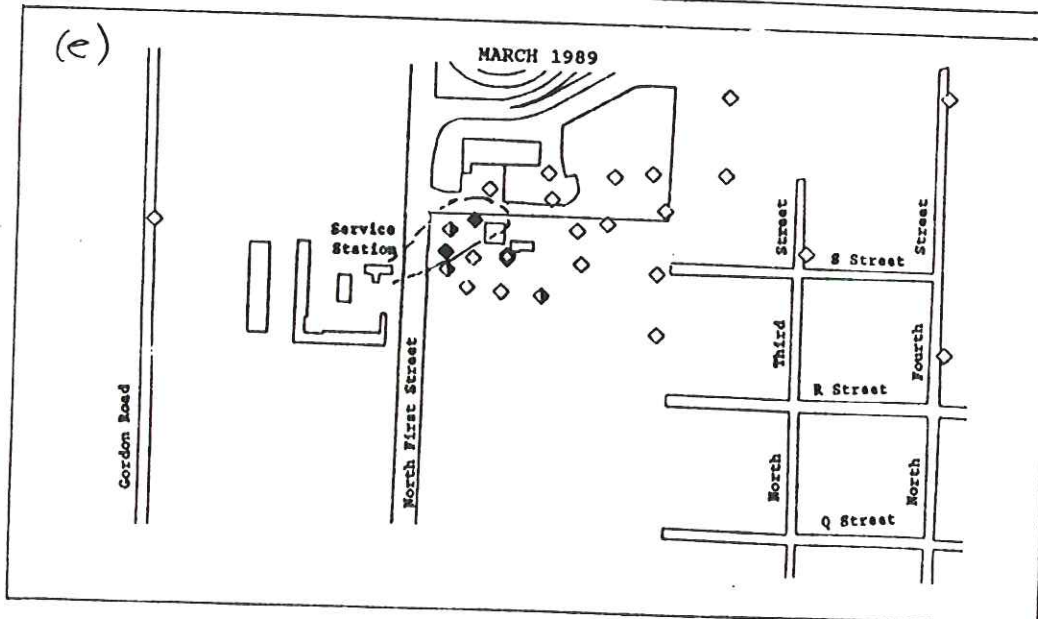 (e)
MARCH 1989
Service
Station
Gordon Road
North First Street
Street
Third
North
Street
Fourth
North
S Street
R Street
Q Street